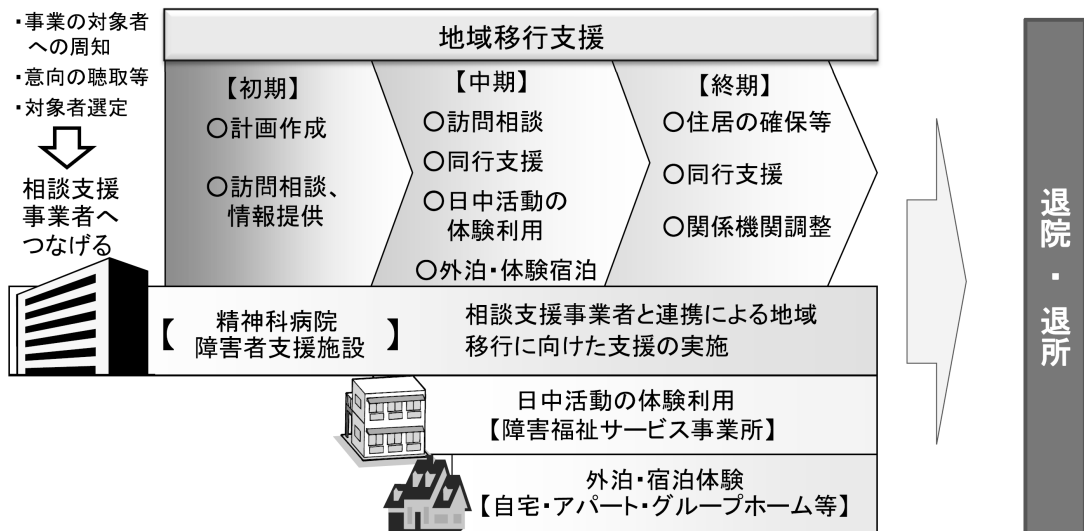 ・事業の対象者
への周知
・意向の聴取等
・対象者選定
相談支援
事業者へ
つなげる
地域移行支援
【初期】
○計画作成
○訪問相談、
情報提供
【中期】
○訪問相談
○同行支援
○日中活動の
体験利用
○外泊・体験宿泊
【終期】
○住居の確保等
○同行支援
○関係機関調整
【精神科病院
障害者支援施設】
相談支援事業者と連携による地域
移行に向けた支援の実施
日中活動の体験利用
【障害福祉サービス事業所】
外泊・宿泊体験
【自宅・アパート・グループホーム等】
退院・退所